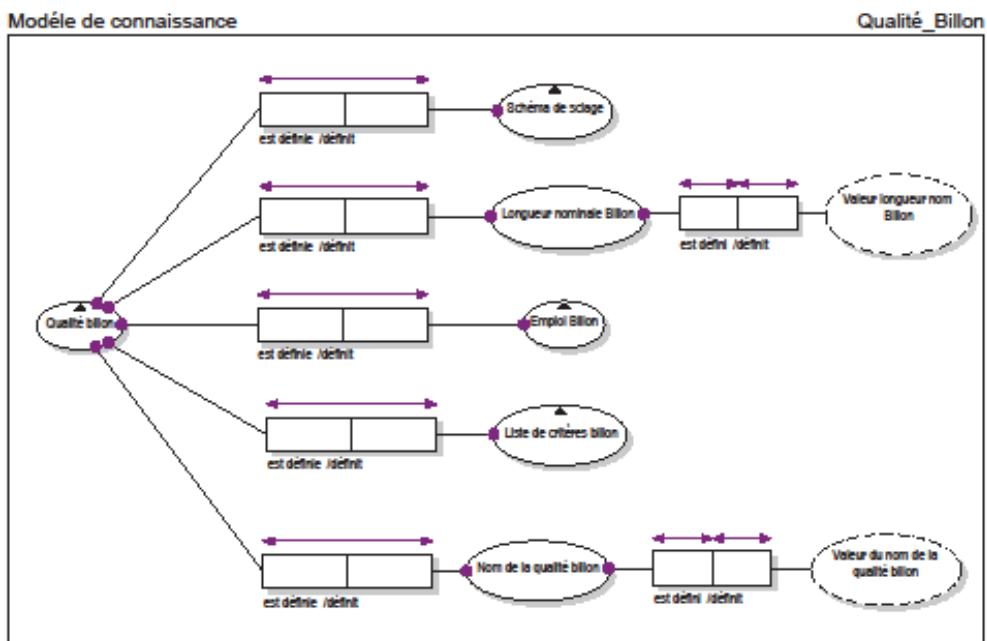 Modéle de connaissance
Qualité_Billon
Schéma de sciage
est définie /définit
Longueur nominale Billon
Valeur longueur nom
Billon
est définie /définit
est défini /définit
Qualité billon
Emploi Billon
est définie /définit
Liste de critères billon
est définie /définit
Nom de la qualité billon
Valeur du nom de la
qualité billon
est définie /définit
est défini /définit